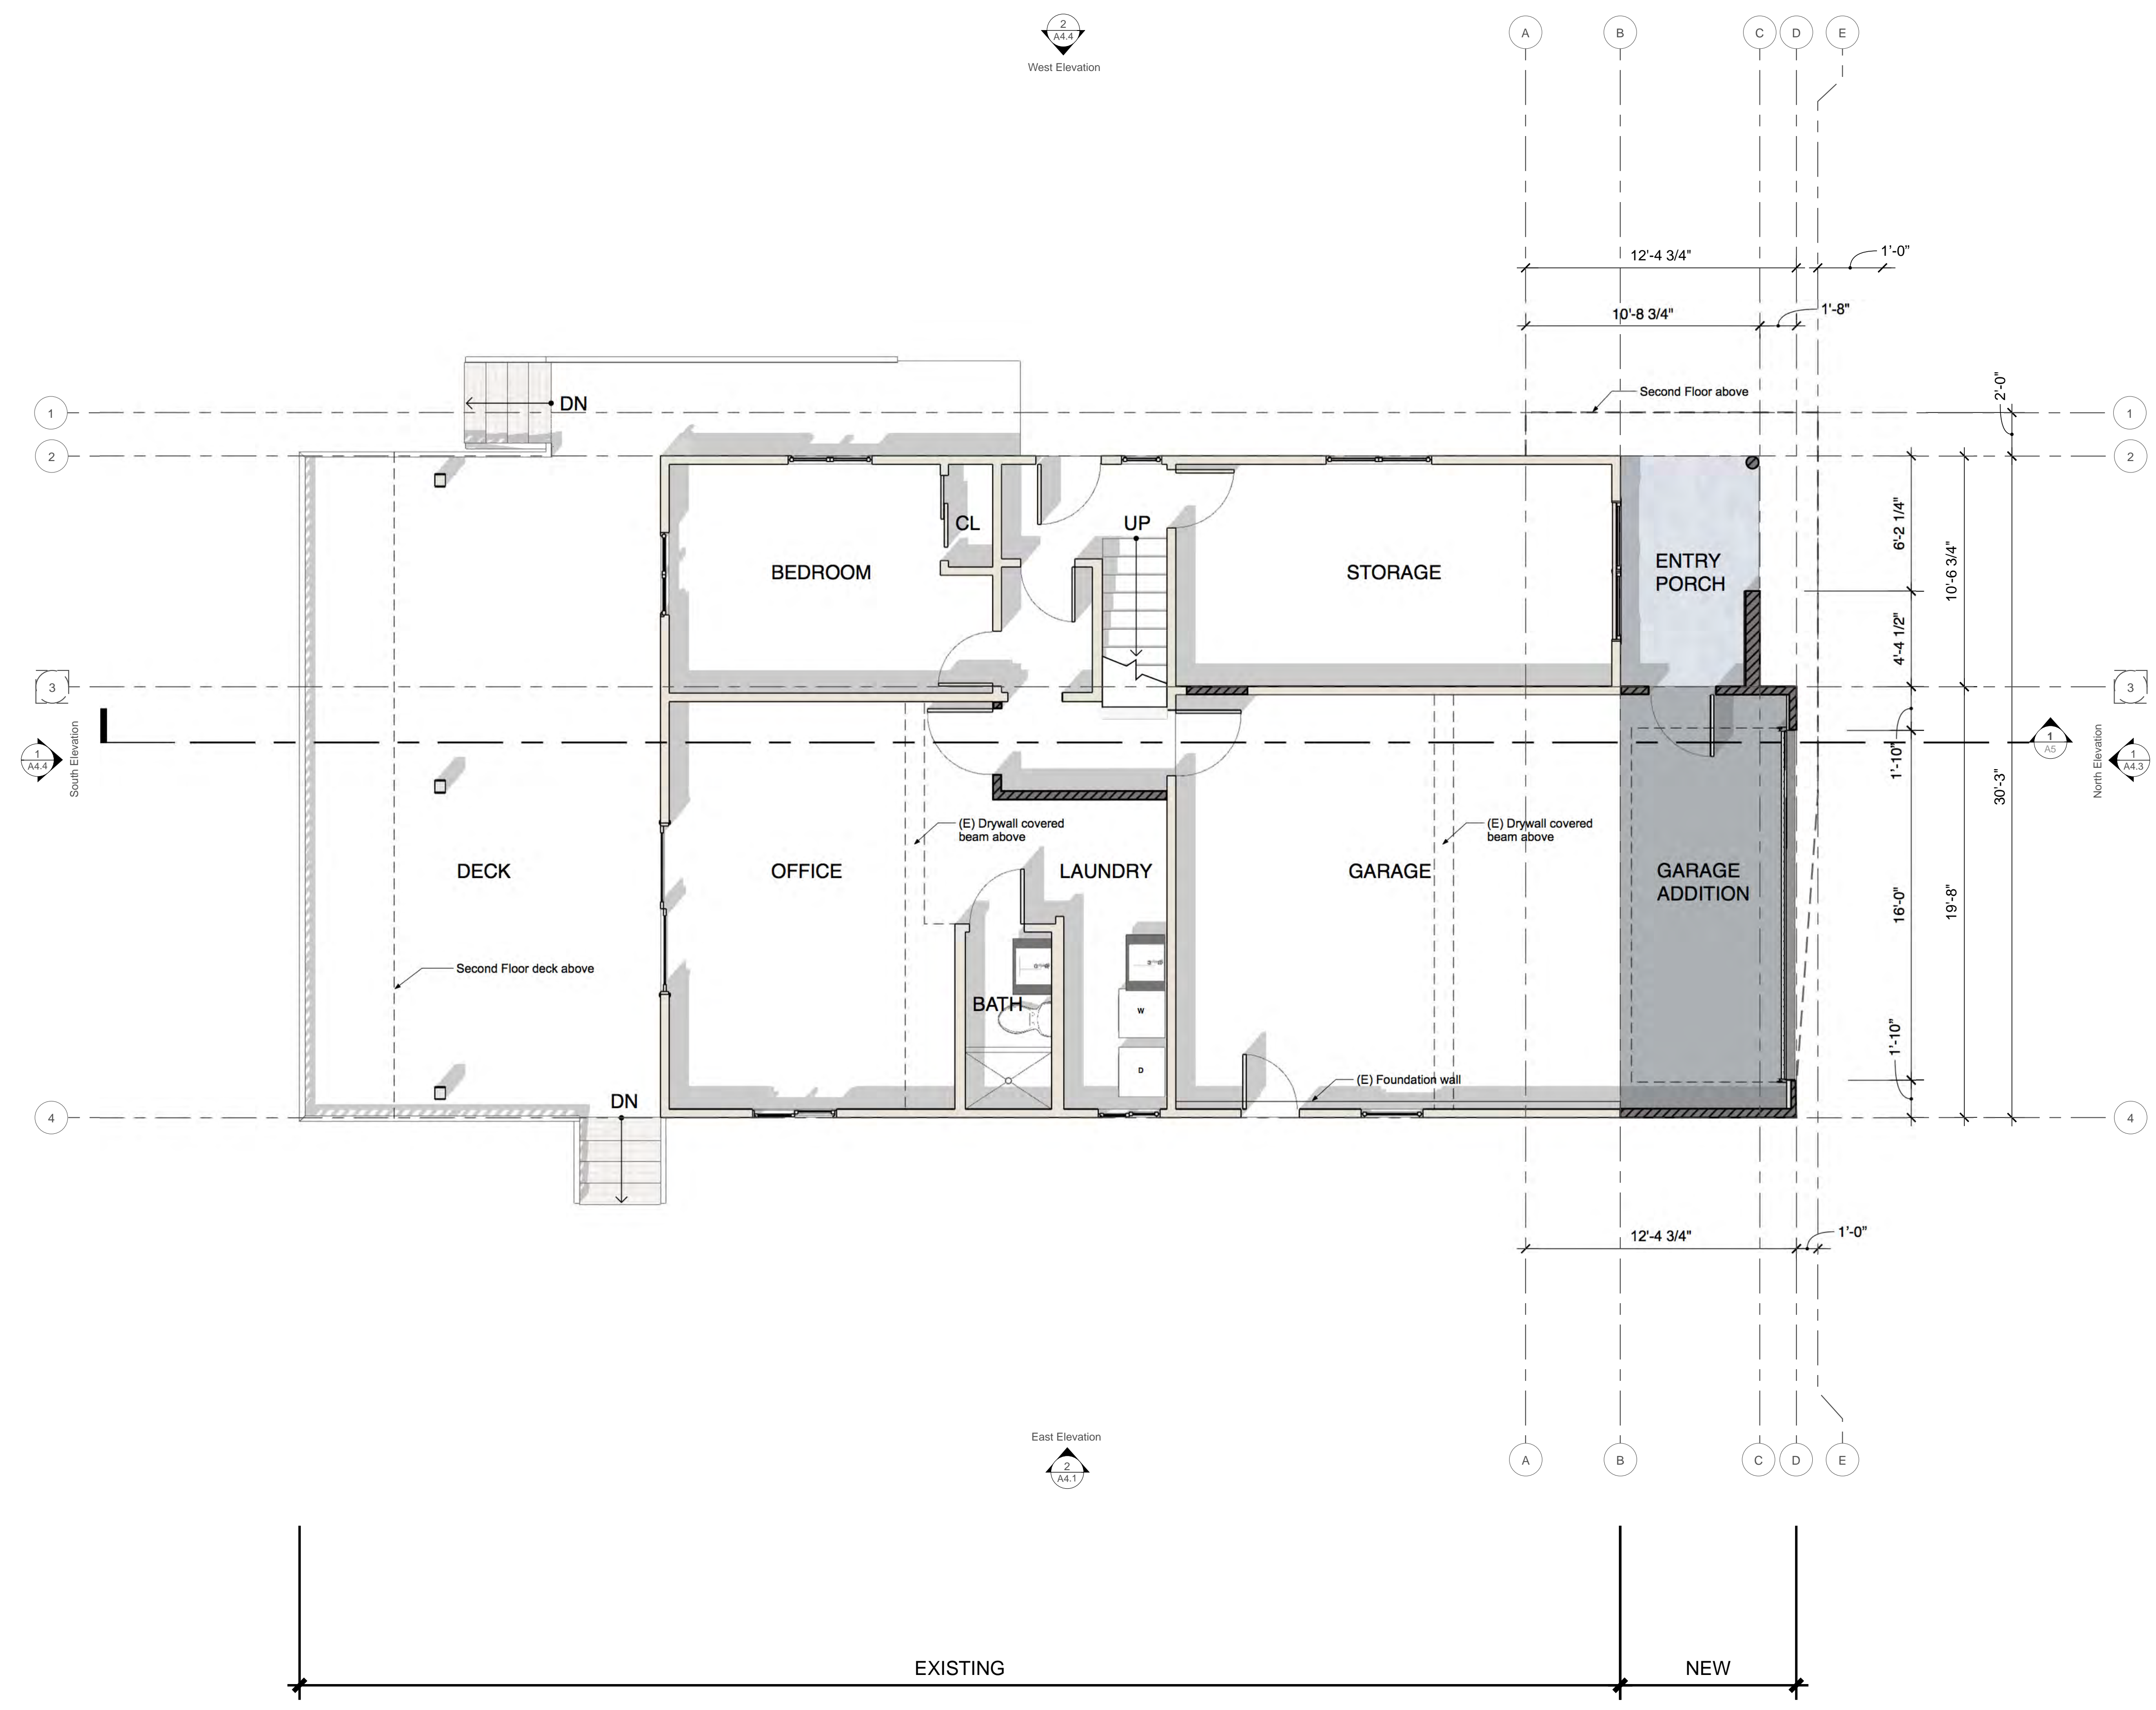 2
A4.4
West Elevation
A
B
C
D
E
12'-4 3/4"
1'-0"
10'-8 3/4"
1'-8"
Second Floor above
2'-0"
1
DN
1
2
2
CL
UP
BEDROOM
STORAGE
ENTRY
PORCH
6'-2 1/4"
10'-6 3/4"
4'-4 1/2"
3
3
South Elevation
1
A4.4
1'-10"
30'-3"
1
A5
North Elevation
1
A4.3
(E) Drywall covered
beam above
(E) Drywall covered
beam above
DECK
OFFICE
LAUNDRY
GARAGE
GARAGE
ADDITION
16'-0"
19'-8"
Second Floor deck above
BATH
W
D
(E) Foundation wall
1'-10"
DN
4
4
12'-4 3/4"
1'-0"
East Elevation
2
A4.1
A
B
C
D
E
EXISTING
NEW